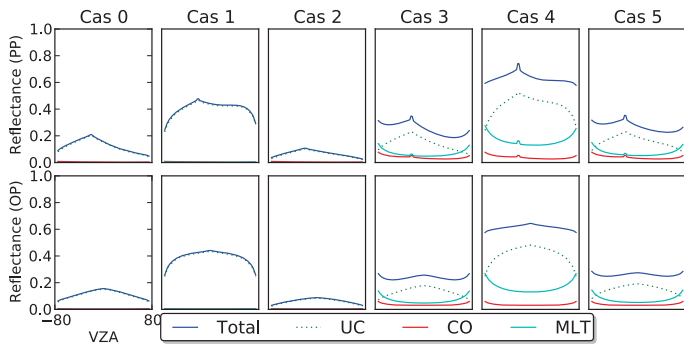 Cas 0 Cas 1 Cas 2 Cas 3 Cas 4 Cas 5
Reflectance (PP)
1.0
0.8
0.6
0.4
0.2
0.0
Reflectance (OP)
1.0
0.8
0.6
0.4
0.2
0.0
−80 80
VZA
Total UC CO MLT